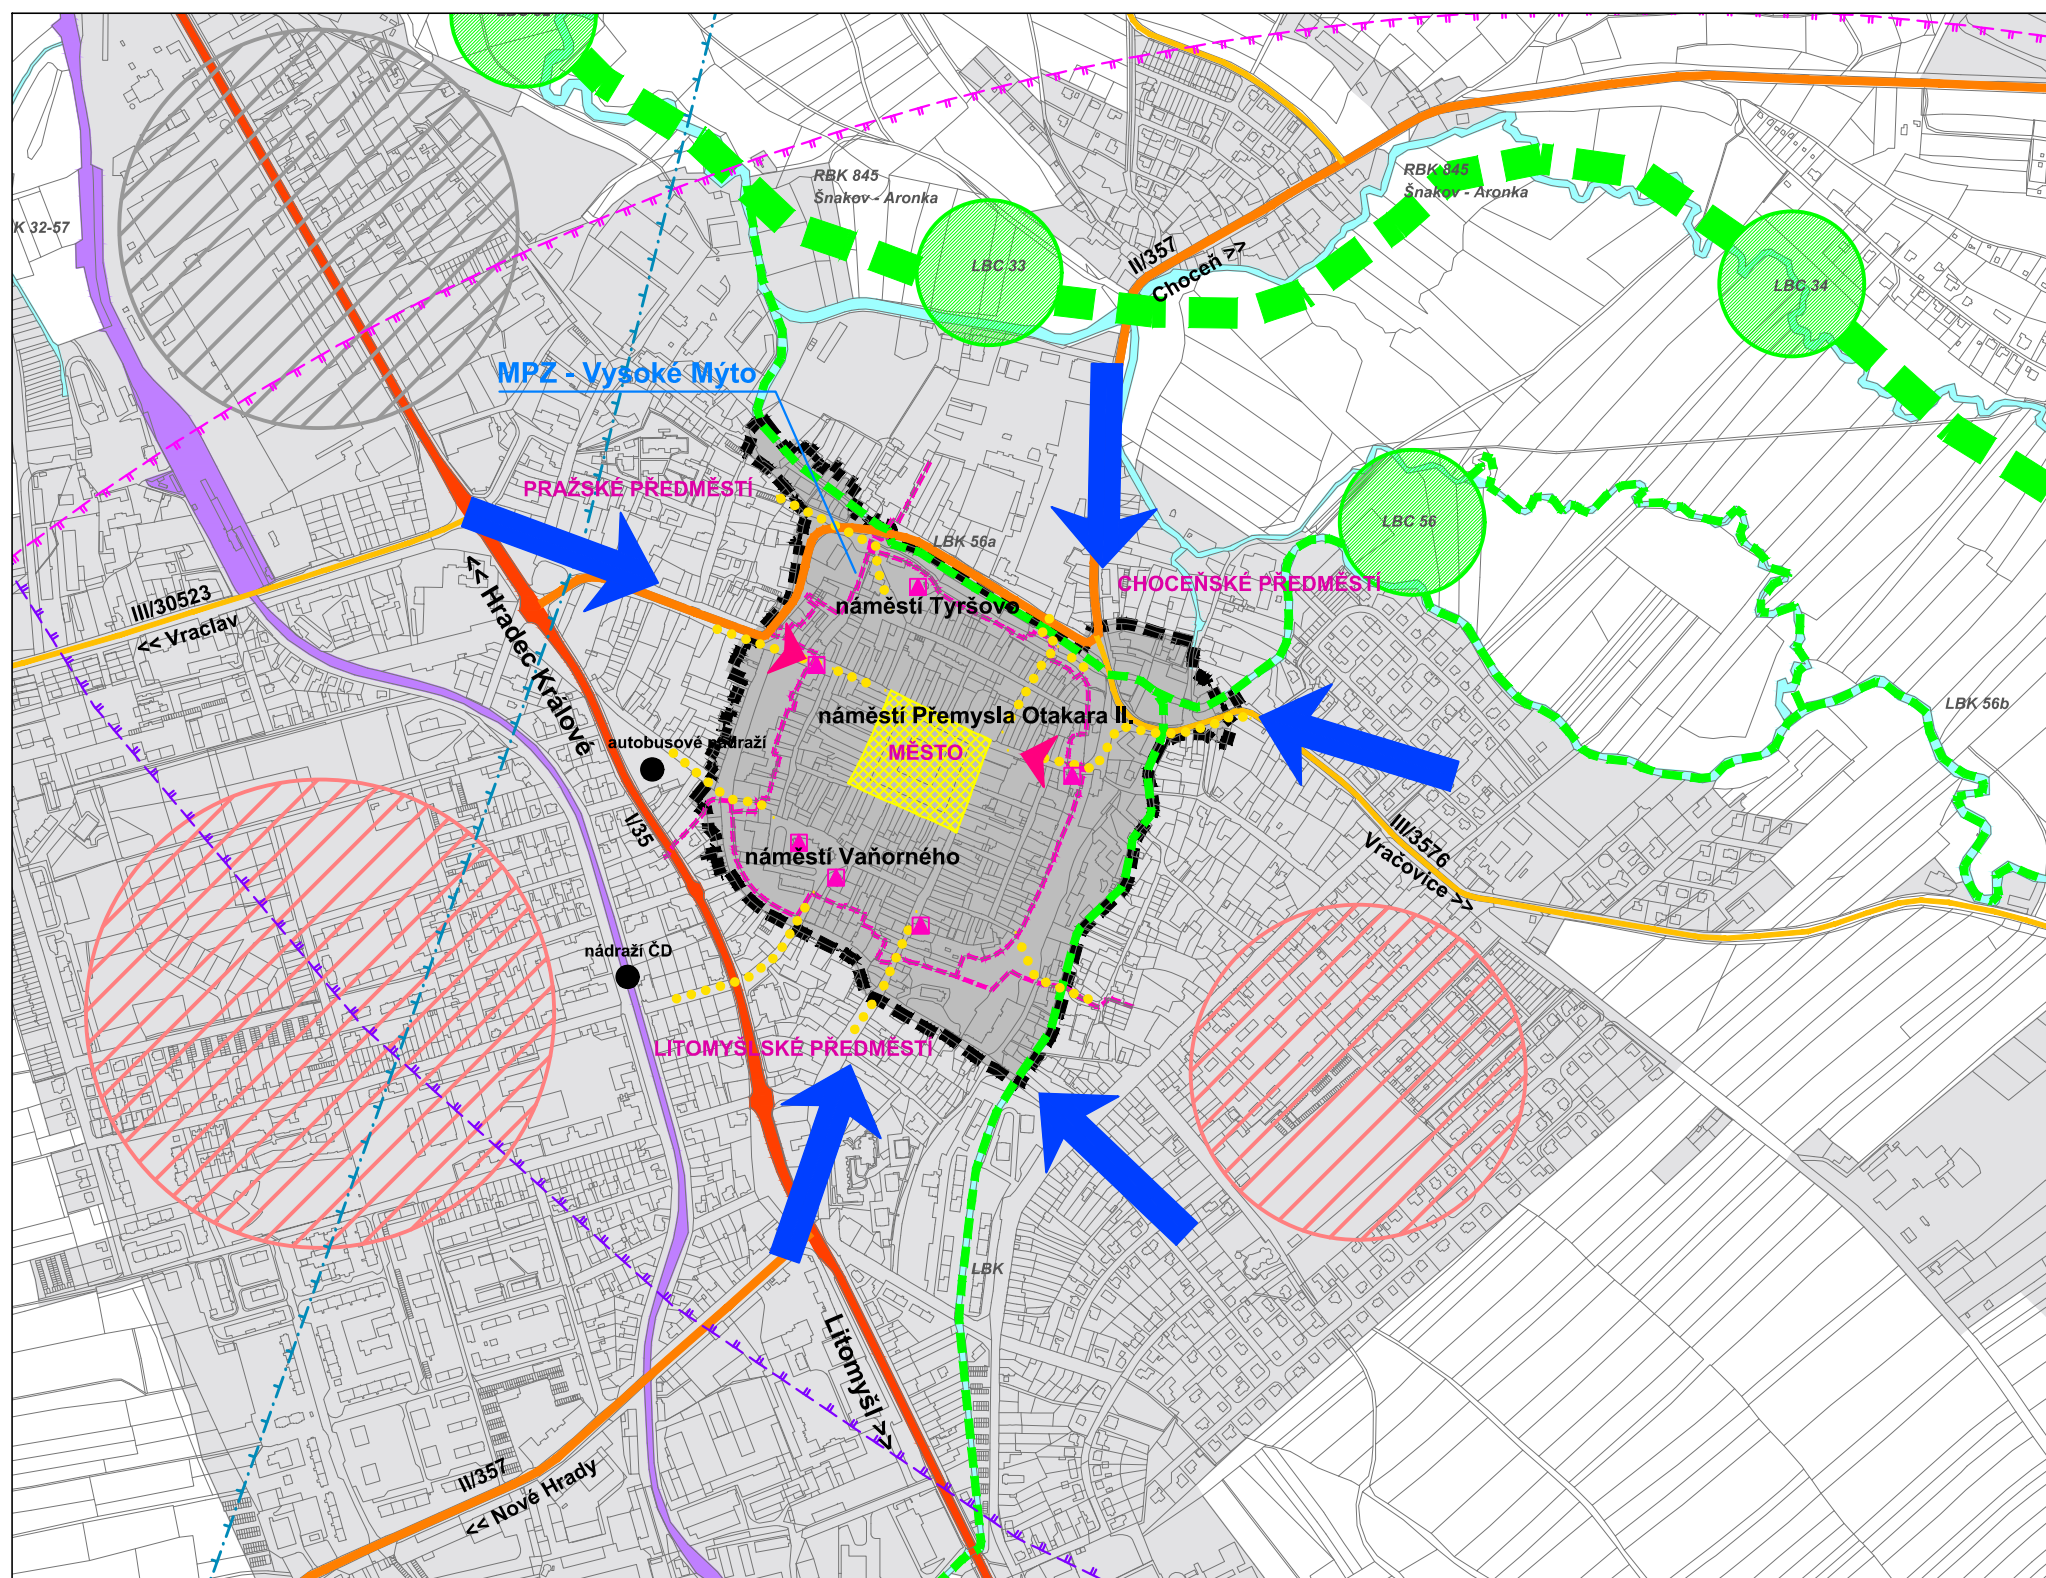 RBK 845
Šnakov - Aronka
RBK 845
Šnakov - Aronka
K 32-57
LBC 33
II/357
Choceň >>
LBC 34
MPZ - Vysoké Mýto
PRAŽSKÉ PŘEDMĚSTÍ
LBC 56
LBK 56a
CHOCEŇSKÉ PŘEDMĚSTÍ
III/30523
<< Vraclav
<< Hradec Králové
náměstí Tyršovo
náměstí Přemysla Otakara II.
MĚSTO
LBK 56b
autobusové nádraží
I/35
III/3576
Vračovice >>
náměstí Vaňorného
nádraží ČD
LITOMYŠLSKÉ PŘEDMĚSTÍ
LBK
Litomyšl >>
II/357
<< Nové Hrady